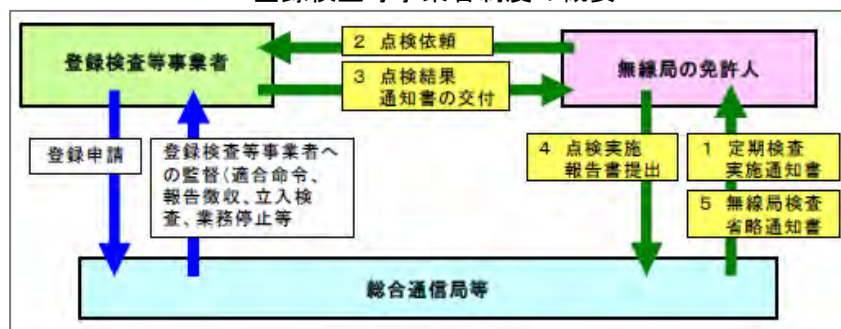 2 点検依頼
登録検査等事業者
無線局の免許人
3 点検結果
通知書の交付
登録申請
登録検査等事業者へ
の監督(適合命令、
報告徴収、立入検
査、業務停止等
4 点検実施
報告書提出
1 定期検査
実施通知書
5 無線局検査
省略通知書
総合通信局等